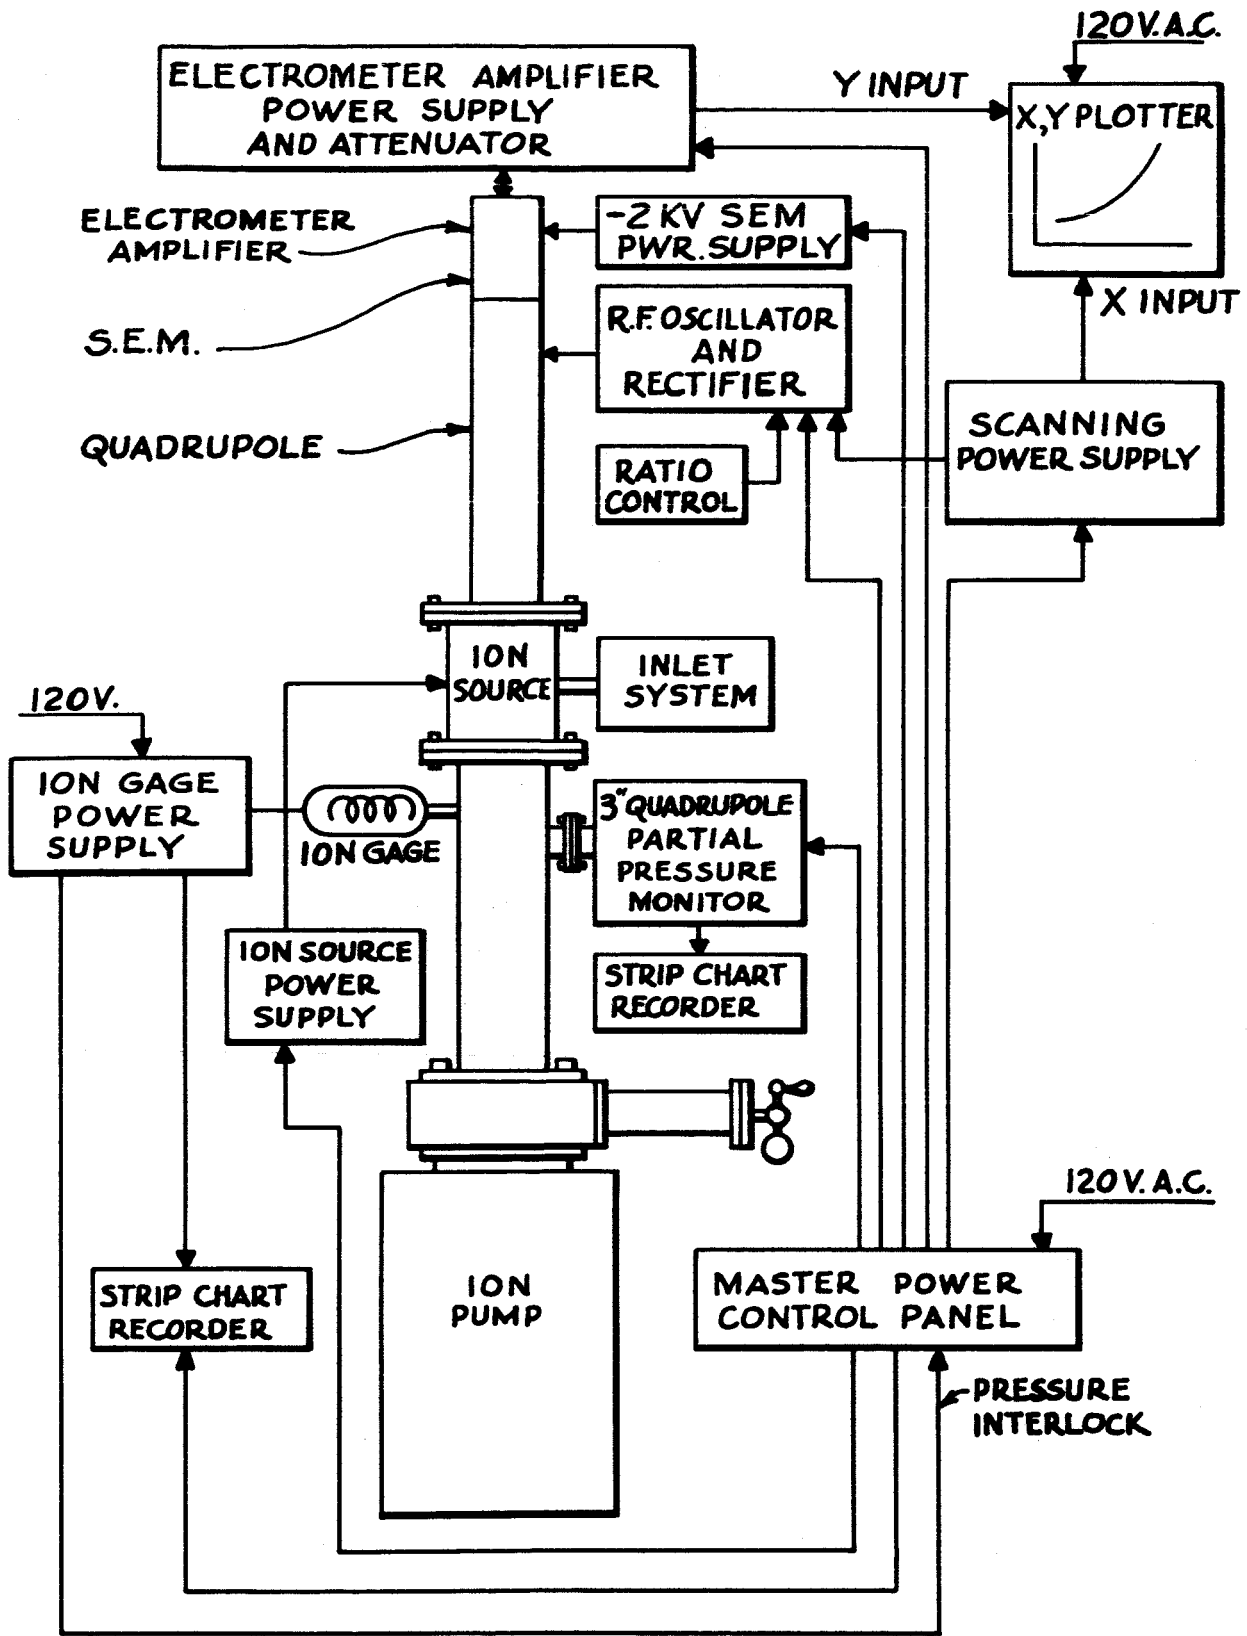 120V.A.C.
ELECTROMETER AMPLIFIER
POWER SUPPLY
AND ATTENUATOR
Y INPUT
X,Y PLOTTER
ELECTROMETER
AMPLIFIER
-2 KV SEM
PWR. SUPPLY
X INPUT
S.E.M.
R.F. OSCILLATOR
AND
RECTIFIER
QUADRUPOLE
RATIO
CONTROL
SCANNING
POWER SUPPLY
ION
SOURCE
INLET
SYSTEM
120V.
ION GAGE
POWER
SUPPLY
ION GAGE
3" QUADRUPOLE
PARTIAL
PRESSURE
MONITOR
ION SOURCE
POWER
SUPPLY
STRIP CHART
RECORDER
120V.A.C.
STRIP CHART
RECORDER
ION
PUMP
MASTER POWER
CONTROL PANEL
PRESSURE
INTERLOCK